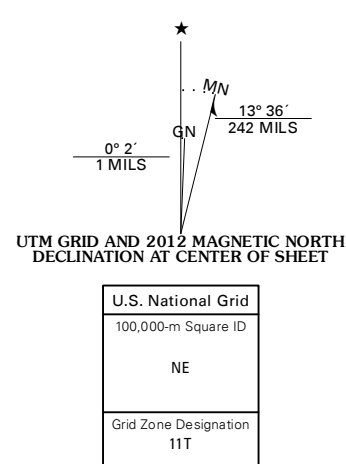 ★
MN
GN
13° 36´
242 MILS
0° 2´
1 MILS
UTM GRID AND 2012 MAGNETIC NORTH
DECLINATION AT CENTER OF SHEET
U.S. National Grid
100,000-m Square ID
NE
Grid Zone Designation
11T